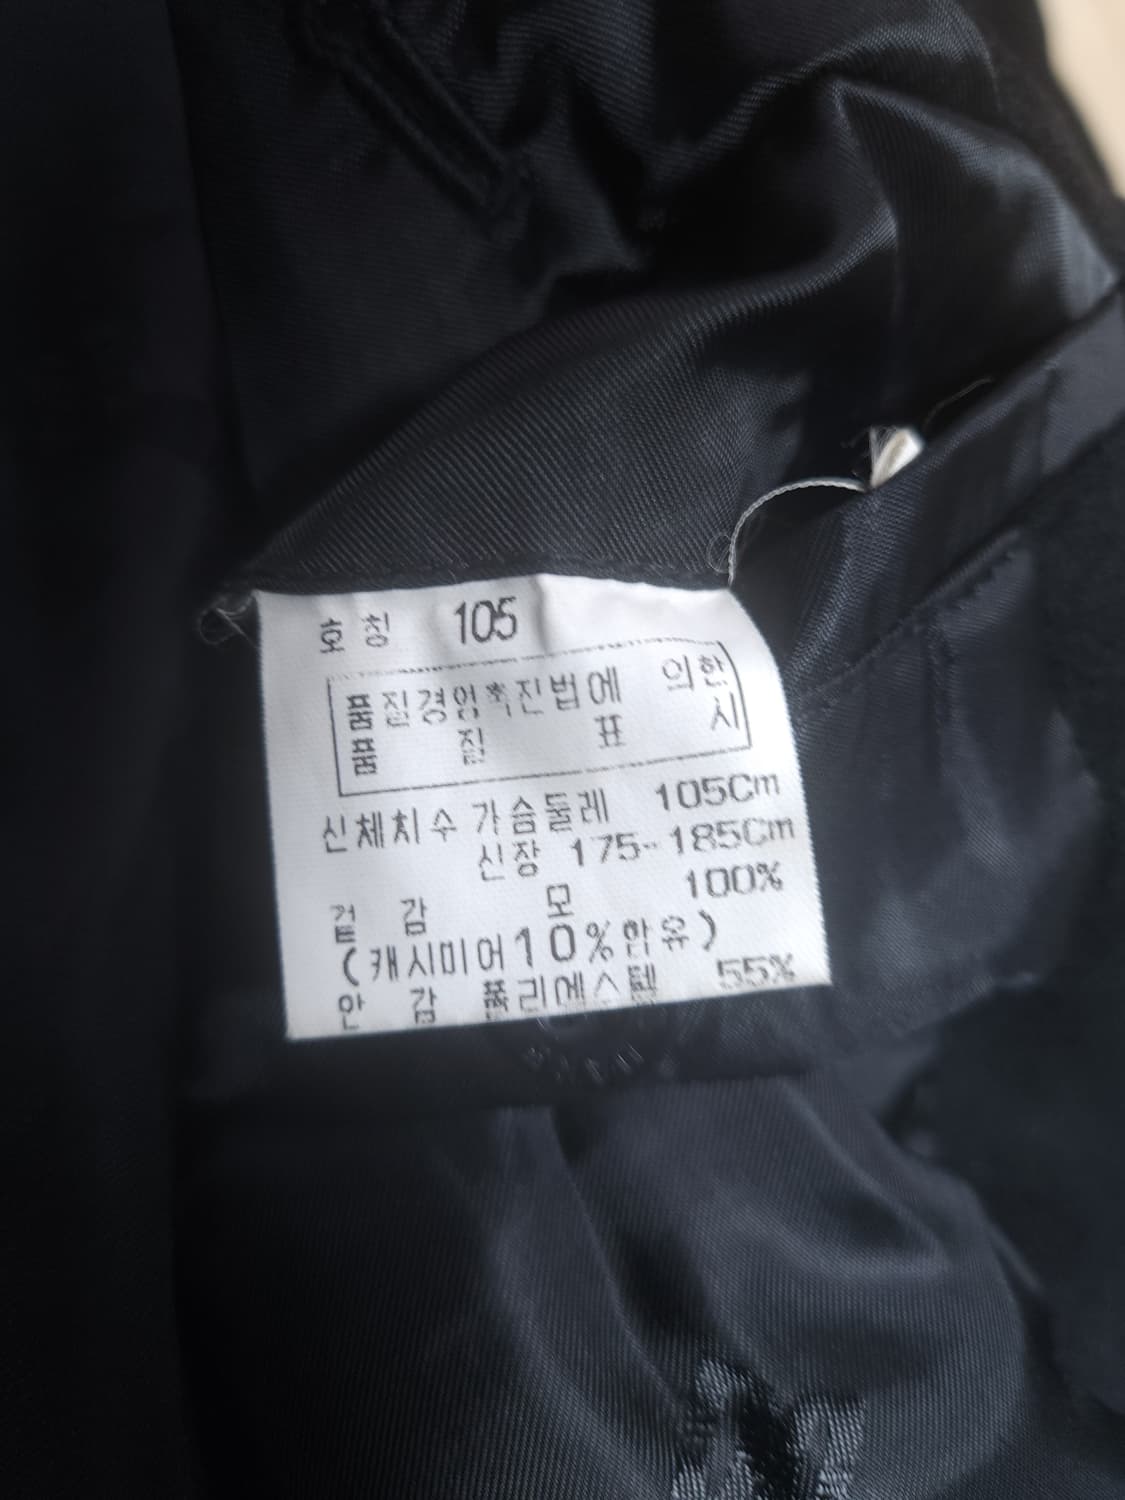 호칭 105
품질경영촉진법에 의한
품질표시
신체치수 가슴둘레 105Cm
신장 175-185Cm
겉감 모 100%
(캐시미어10%함유)
안감 폴리에스텔 55%